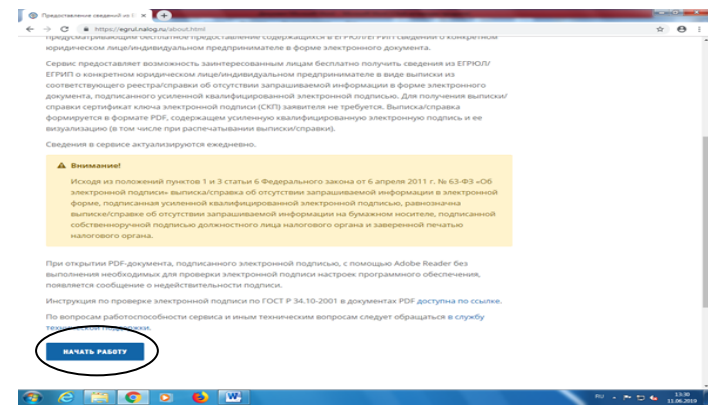 Предоставление сведений из Е
https://egrul.nalog.ru/about.html
предусматривающим бесплатное предоставление содержащихся в ЕГРЮЛ/ЕГРИП сведений о конкретном
юридическом лице/индивидуальном предпринимателе в форме электронного документа.
Сервис предоставляет возможность заинтересованным лицам бесплатно получить сведения из ЕГРЮЛ/
ЕГРИП о конкретном юридическом лице/индивидуальном предпринимателе в виде выписки из
соответствующего реестра/справки об отсутствии запрашиваемой информации в форме электронного
документа, подписанного усиленной квалифицированной электронной подписью. Для получения выписки/
справки сертификат ключа электронной подписи (СКП) заявителя не требуется. Выписка/справка
формируется в формате PDF, содержащем усиленную квалифицированную электронную подпись и ее
визуализацию (в том числе при распечатывании выписки/справки).
Сведения в сервисе актуализируются ежедневно.
Внимание!
Исходя из положений пунктов 1 и 3 статьи 6 Федерального закона от 6 апреля 2011 г. № 63-ФЗ «Об
электронной подписи» выписка/справка об отсутствии запрашиваемой информации в электронной
форме, подписанная усиленной квалифицированной электронной подписью, равнозначна
выписке/справке об отсутствии запрашиваемой информации на бумажном носителе, подписанной
собственноручной подписью должностного лица налогового органа и заверенной печатью
налогового органа.
При открытии PDF-документа, подписанного электронной подписью, с помощью Adobe Reader без
выполнения необходимых для проверки электронной подписи настроек программного обеспечения,
появляется сообщение о недействительности подписи.
Инструкция по проверке электронной подписи по ГОСТ Р 34.10-2001 в документах PDF доступна по ссылке.
По вопросам работоспособности сервиса и иным техническим вопросам следует обращаться в службу
технической поддержки.
НАЧАТЬ РАБОТУ
RU
13:30
11.06.2019